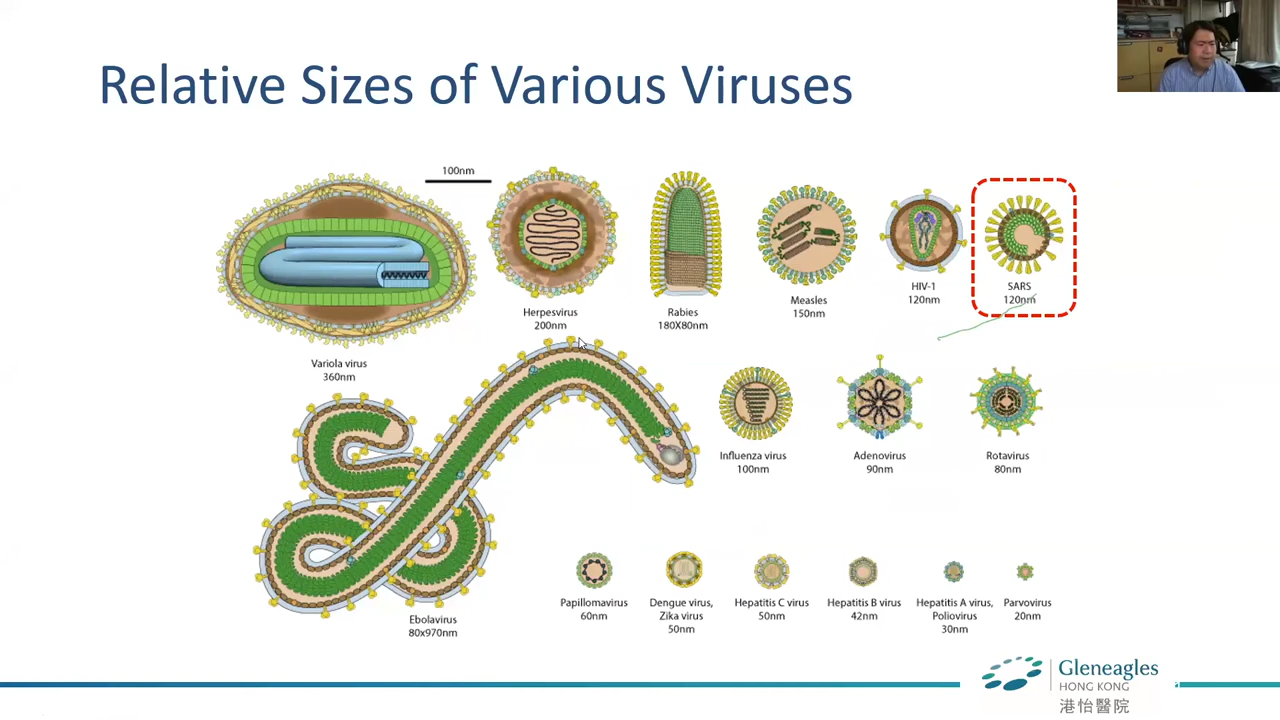 Relative Sizes of Various Viruses
100nm
Variola virus
360nm
Herpesvirus
200nm
Rabies
180X80nm
Measles
150nm
HIV-1
120nm
SARS
120nm
Ebolavirus
80x970nm
Influenza virus
100nm
Adenovirus
90nm
Rotavirus
80nm
Papillomavirus
60nm
Dengue virus,
Zika virus
50nm
Hepatitis C virus
50nm
Hepatitis B virus
42nm
Hepatitis A virus,
Poliovirus
30nm
Parvovirus
20nm
Gleneagles
HONG KONG
港怡醫院